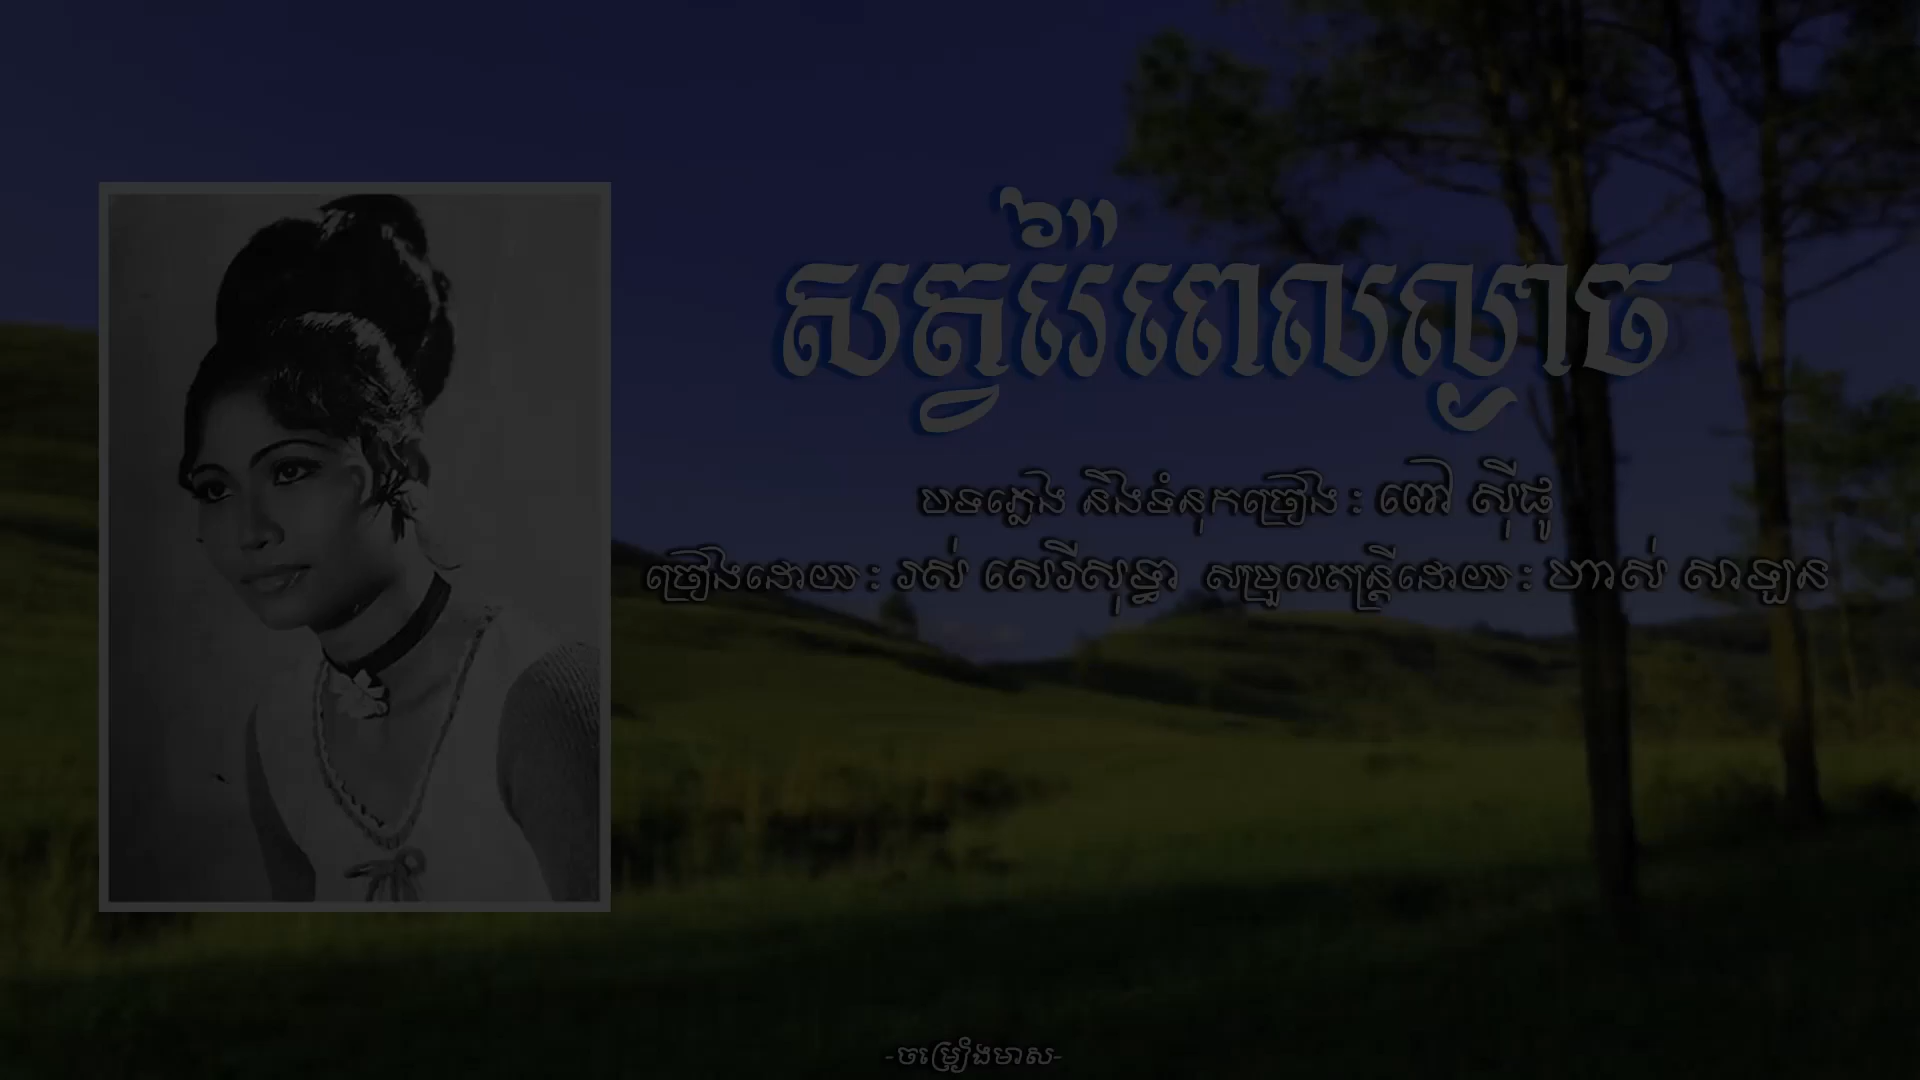 សត្វរ៉ៃពេលល្ងាច
បទភ្លេង និងទំនុកច្រៀង : ពៅ ស៊ីផូ
ច្រៀងដោយ : រស់ សេរីសុទ្ធា សម្រួលតន្ត្រីដោយ : ហាស់ សាឡន
-ចម្រៀងមាស-